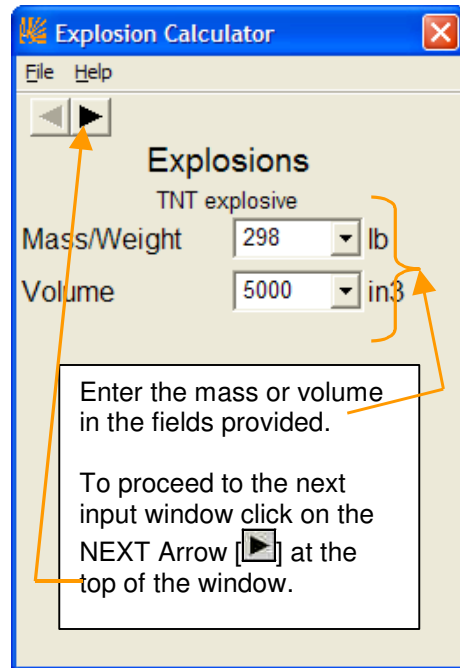 Explosion Calculator
File Help
Explosions
TNT explosive
Mass/Weight 298 lb
Volume 5000 in3
Enter the mass or volume
in the fields provided.
To proceed to the next
input window click on the
NEXT Arrow [▶] at the
top of the window.